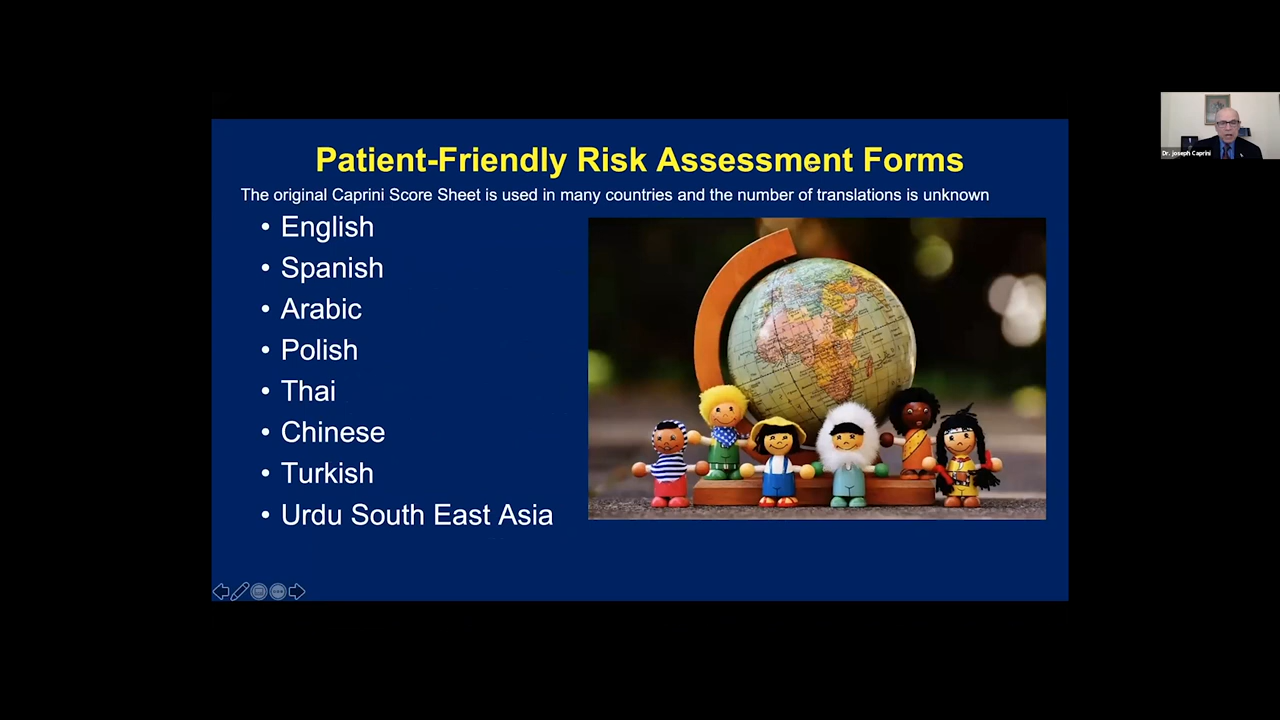 Patient-Friendly Risk Assessment Forms
The original Caprini Score Sheet is used in many countries and the number of translations is unknown
• English
• Spanish
• Arabic
• Polish
• Thai
• Chinese
• Turkish
• Urdu South East Asia
Dr. Joseph Caprini